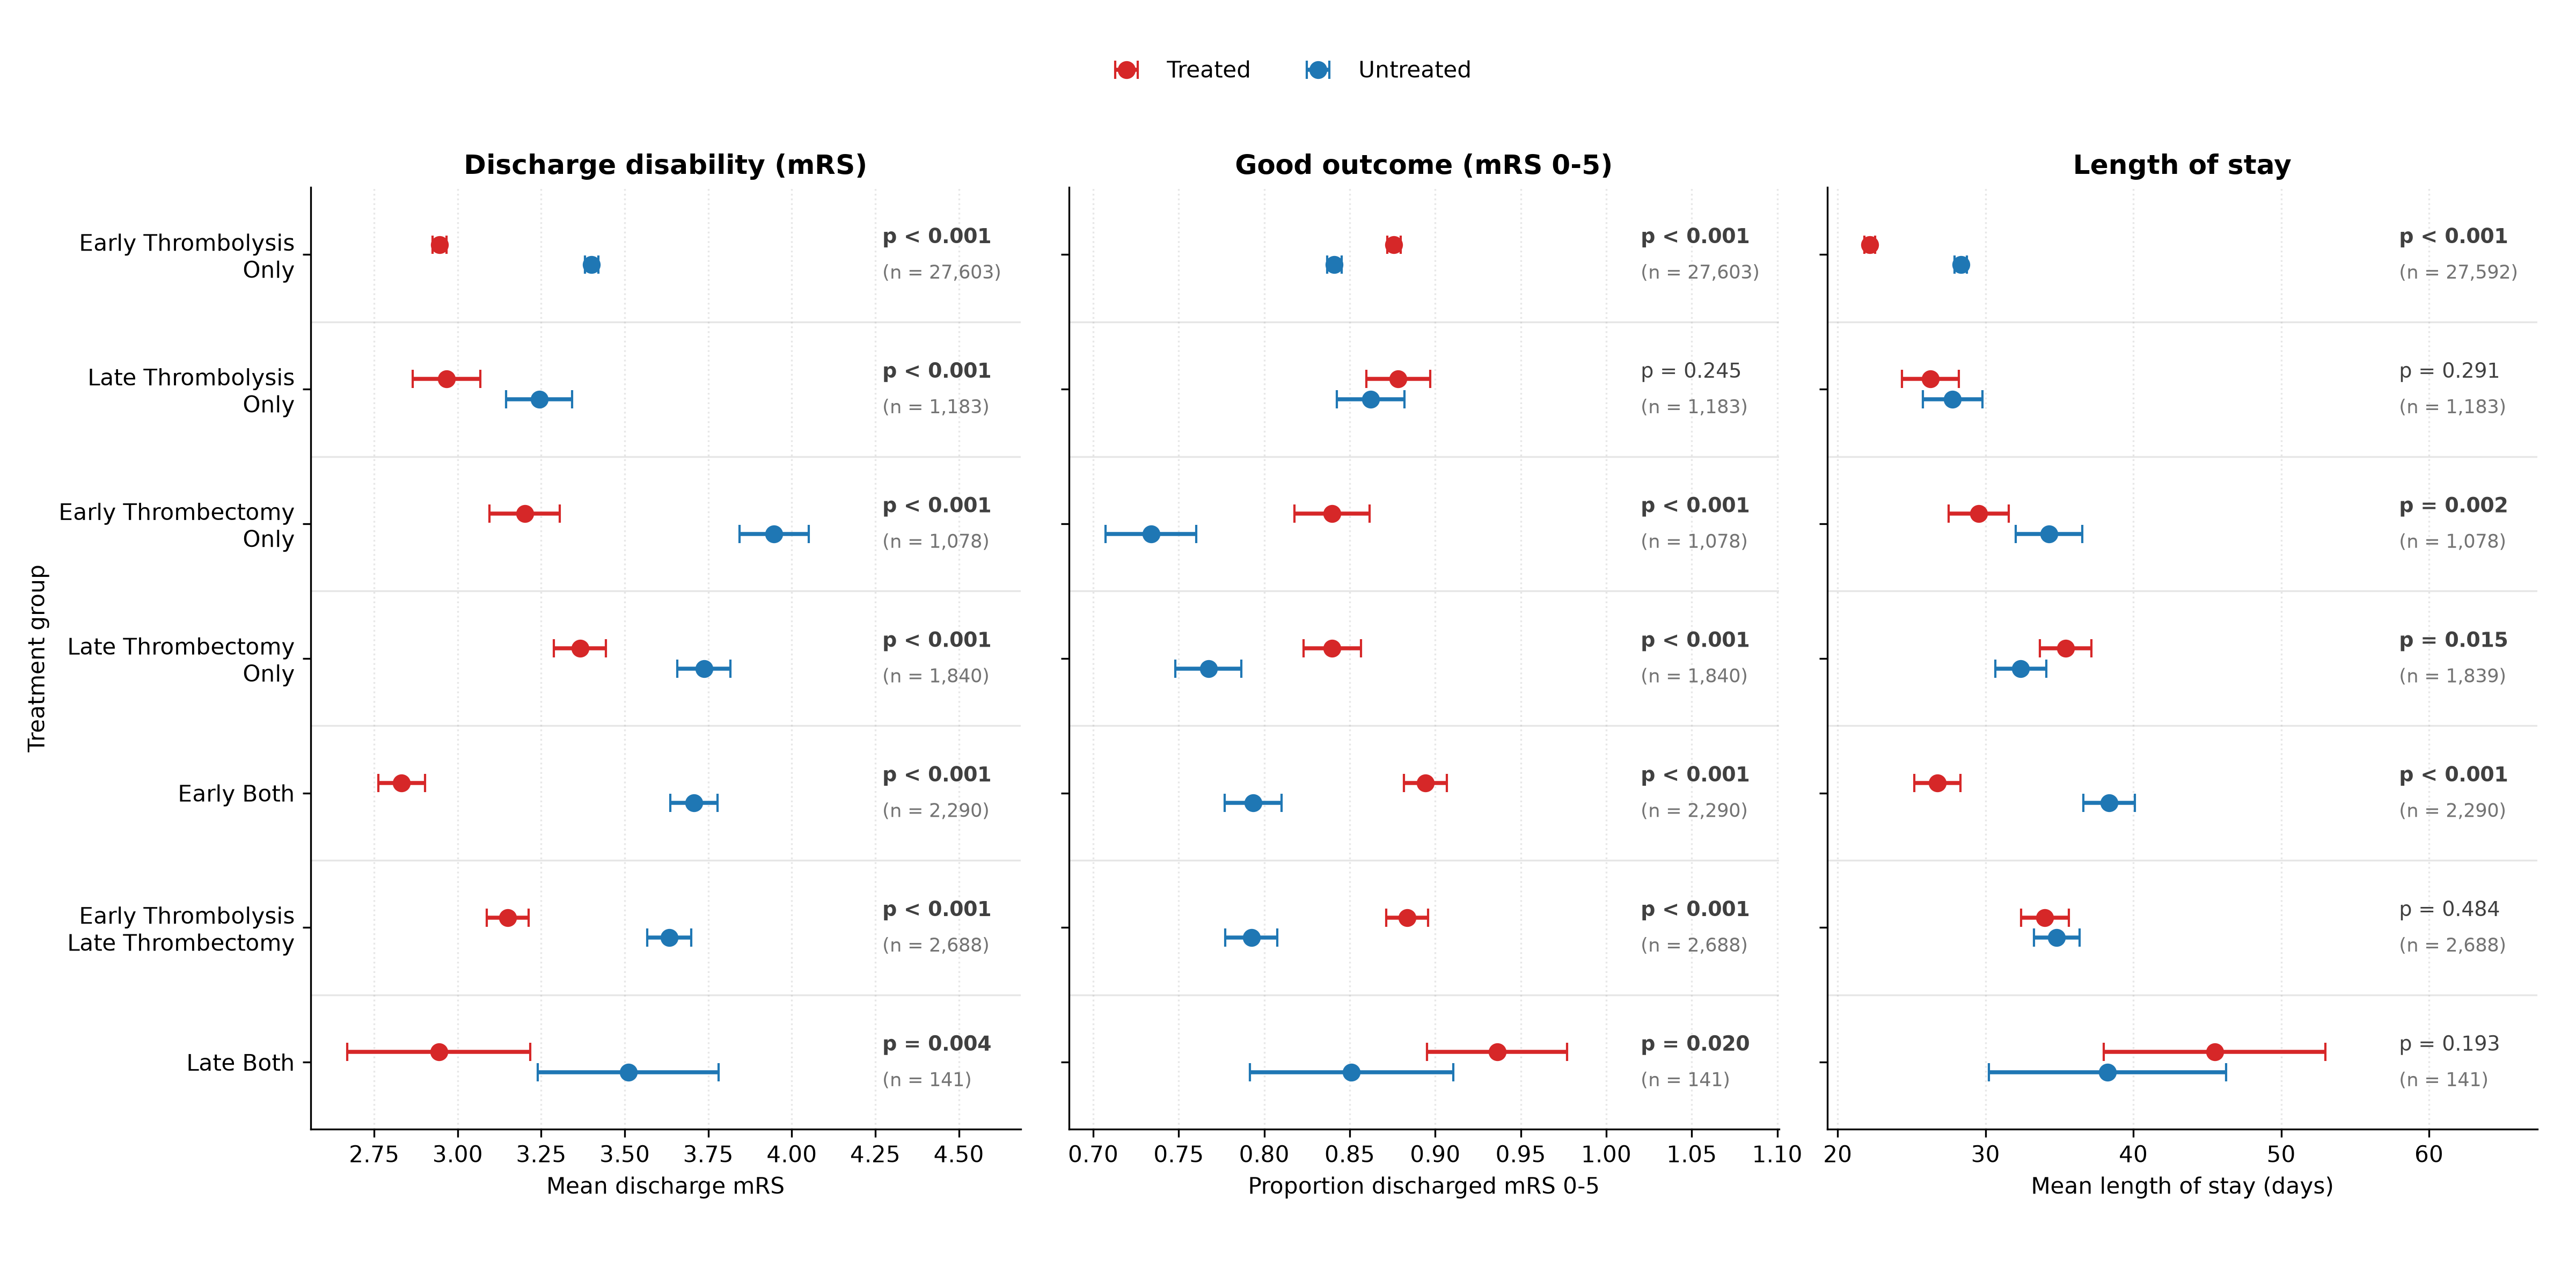 Treated
Untreated
Discharge disability (mRS)
Good outcome (mRS 0-5)
Length of stay
Treatment group
Early Thrombolysis
Only
p < 0.001
(n = 27,603)
p < 0.001
(n = 27,603)
p < 0.001
(n = 27,592)
Late Thrombolysis
Only
p < 0.001
(n = 1,183)
p = 0.245
(n = 1,183)
p = 0.291
(n = 1,183)
Early Thrombectomy
Only
p < 0.001
(n = 1,078)
p < 0.001
(n = 1,078)
p = 0.002
(n = 1,078)
Late Thrombectomy
Only
p < 0.001
(n = 1,840)
p < 0.001
(n = 1,840)
p = 0.015
(n = 1,839)
Early Both
p < 0.001
(n = 2,290)
p < 0.001
(n = 2,290)
p < 0.001
(n = 2,290)
Early Thrombolysis
Late Thrombectomy
p < 0.001
(n = 2,688)
p < 0.001
(n = 2,688)
p = 0.484
(n = 2,688)
Late Both
p = 0.004
(n = 141)
p = 0.020
(n = 141)
p = 0.193
(n = 141)
2.75 3.00 3.25 3.50 3.75 4.00 4.25 4.50
Mean discharge mRS
0.70 0.75 0.80 0.85 0.90 0.95 1.00 1.05 1.10
Proportion discharged mRS 0-5
20 30 40 50 60
Mean length of stay (days)